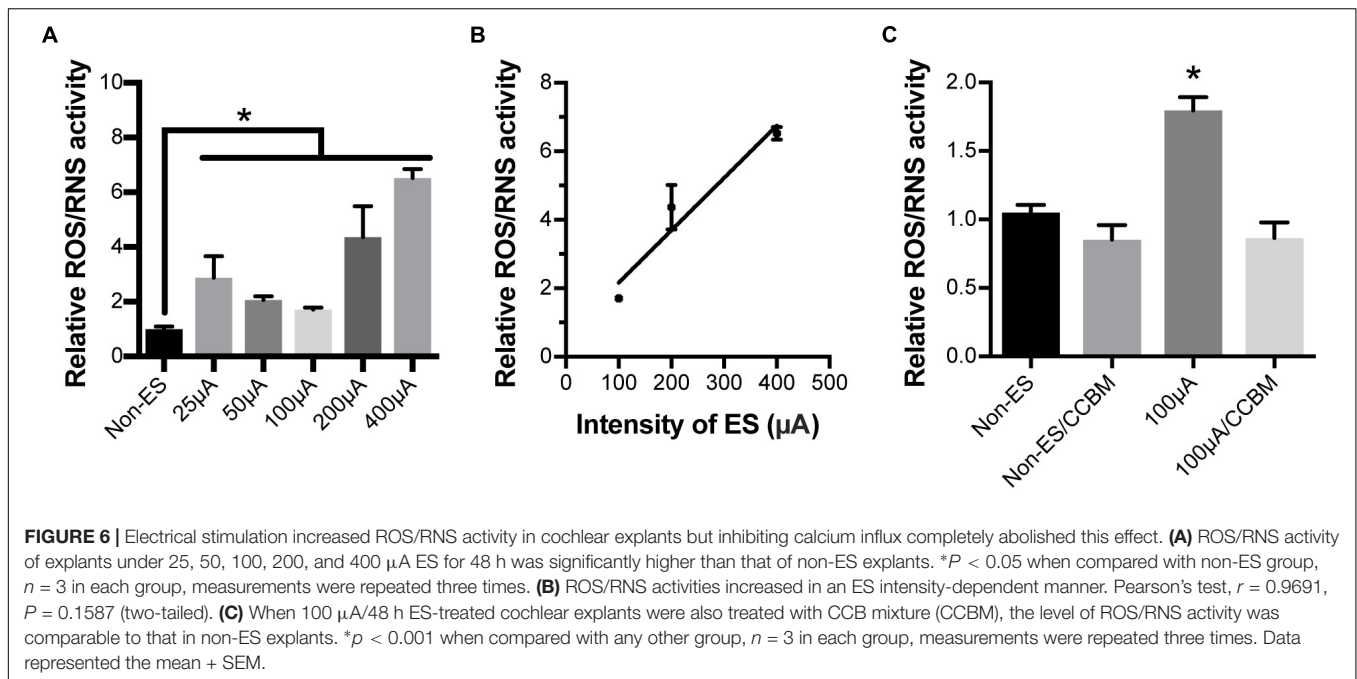 A
Relative ROS/RNS activity
10
8
6
4
2
0
*
Non-ES
25µA
50µA
100µA
200µA
400µA
B
Relative ROS/RNS activity
8
6
4
2
0
0 100 200 300 400 500
Intensity of ES (µA)
C
Relative ROS/RNS activity
2.0
1.5
1.0
0.5
0.0
*
Non-ES
Non-ES/CCBM
100µA
100µA/CCBM
FIGURE 6 | Electrical stimulation increased ROS/RNS activity in cochlear explants but inhibiting calcium influx completely abolished this effect. (A) ROS/RNS activity
of explants under 25, 50, 100, 200, and 400 µA ES for 48 h was significantly higher than that of non-ES explants. *P < 0.05 when compared with non-ES group,
n = 3 in each group, measurements were repeated three times. (B) ROS/RNS activities increased in an ES intensity-dependent manner. Pearson's test, r = 0.9691,
P = 0.1587 (two-tailed). (C) When 100 µA/48 h ES-treated cochlear explants were also treated with CCB mixture (CCBM), the level of ROS/RNS activity was
comparable to that in non-ES explants. *p < 0.001 when compared with any other group, n = 3 in each group, measurements were repeated three times. Data
represented the mean + SEM.